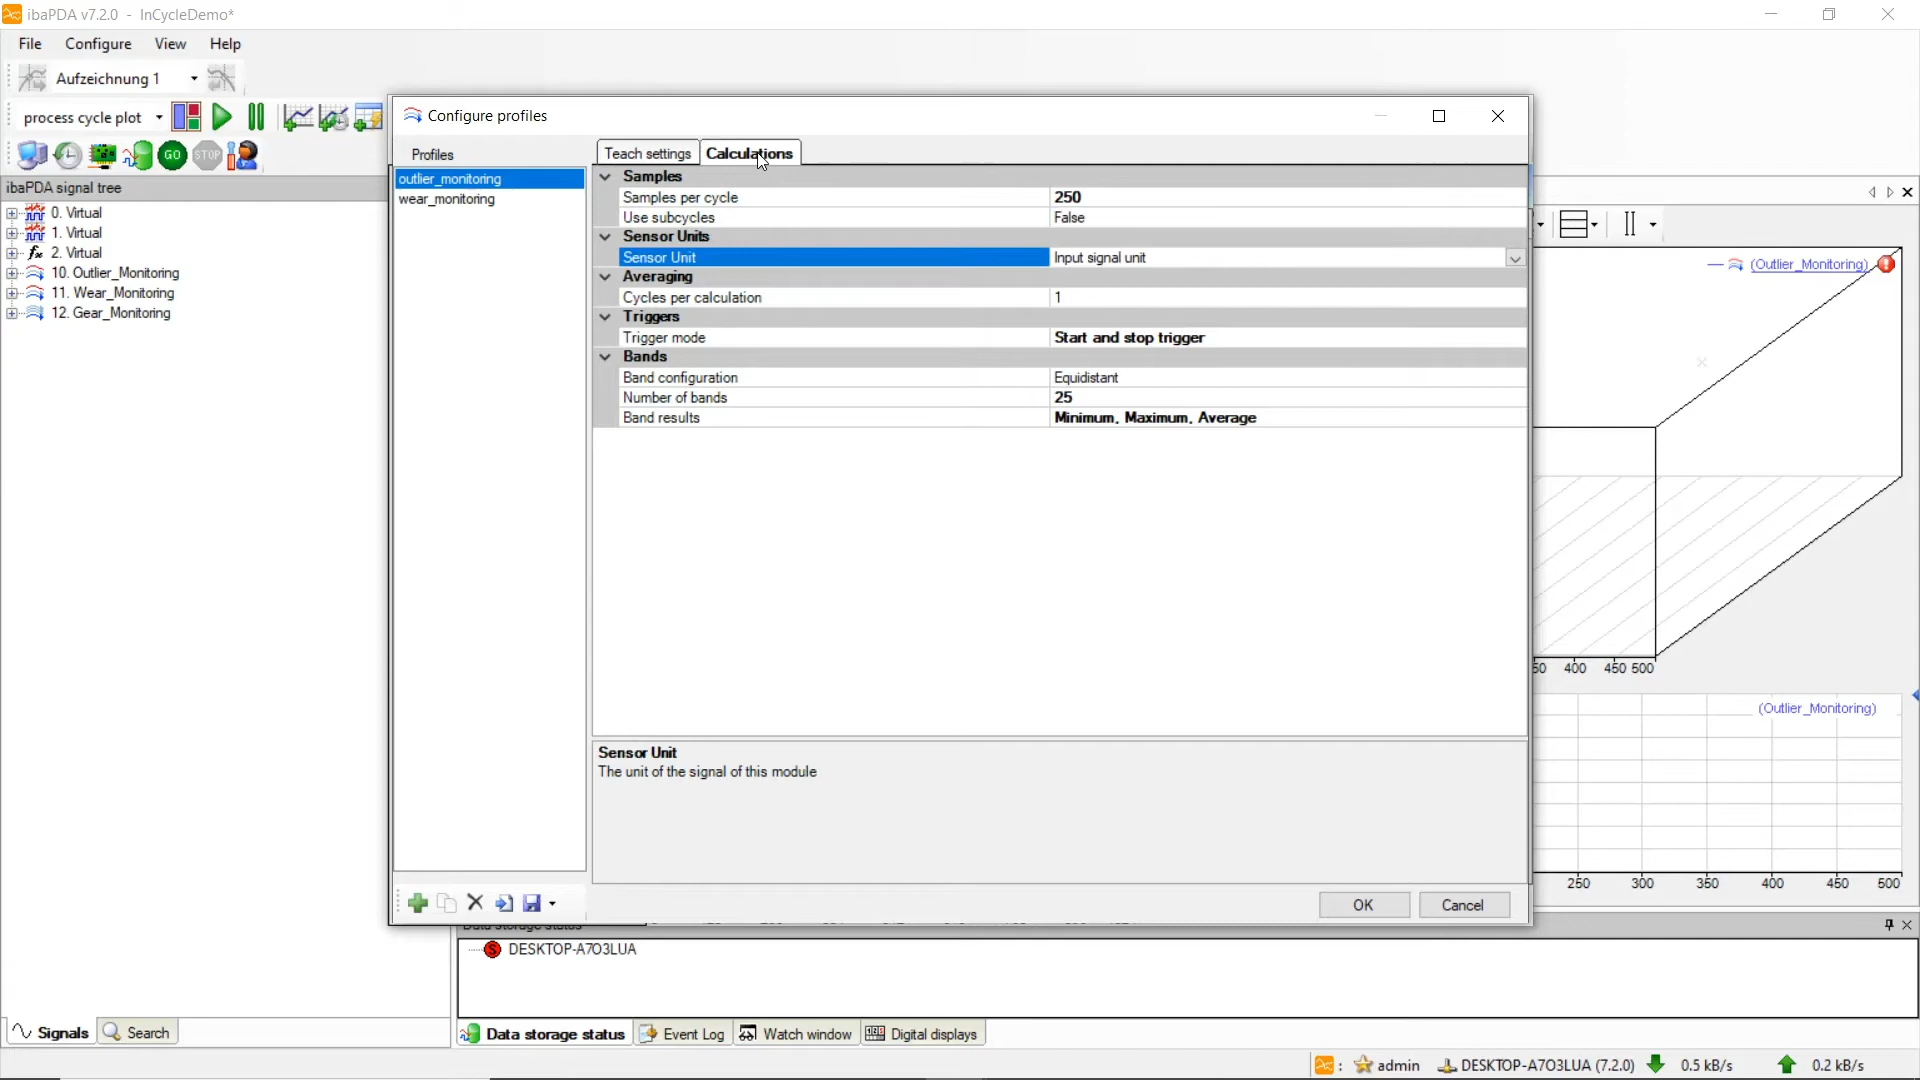 ibaPDA v7.2.0 - InCycleDemo*
File Configure View Help
Aufzeichnung 1
process cycle plot
GO STOP
ibaPDA signal tree
0. Virtual
1. Virtual
2. Virtual
10. Outlier_Monitoring
11. Wear_Monitoring
12. Gear_Monitoring
Configure profiles
Profiles
outlier_monitoring
wear_monitoring
Teach settings Calculations
Samples
Samples per cycle 250
Use subcycles False
Sensor Units
Sensor Unit Input signal unit
Averaging
Cycles per calculation 1
Triggers
Trigger mode Start and stop trigger
Bands
Band configuration Equidistant
Number of bands 25
Band results Minimum, Maximum, Average
Sensor Unit
The unit of the signal of this module
OK Cancel
(Outlier_Monitoring)
50 400 450 500
(Outlier_Monitoring)
250 300 350 400 450 500
Data storage status
DESKTOP-A7O3LUA
Signals Search
Data storage status Event Log Watch window Digital displays
: admin DESKTOP-A7O3LUA (7.2.0) 0.5 kB/s 0.2 kB/s